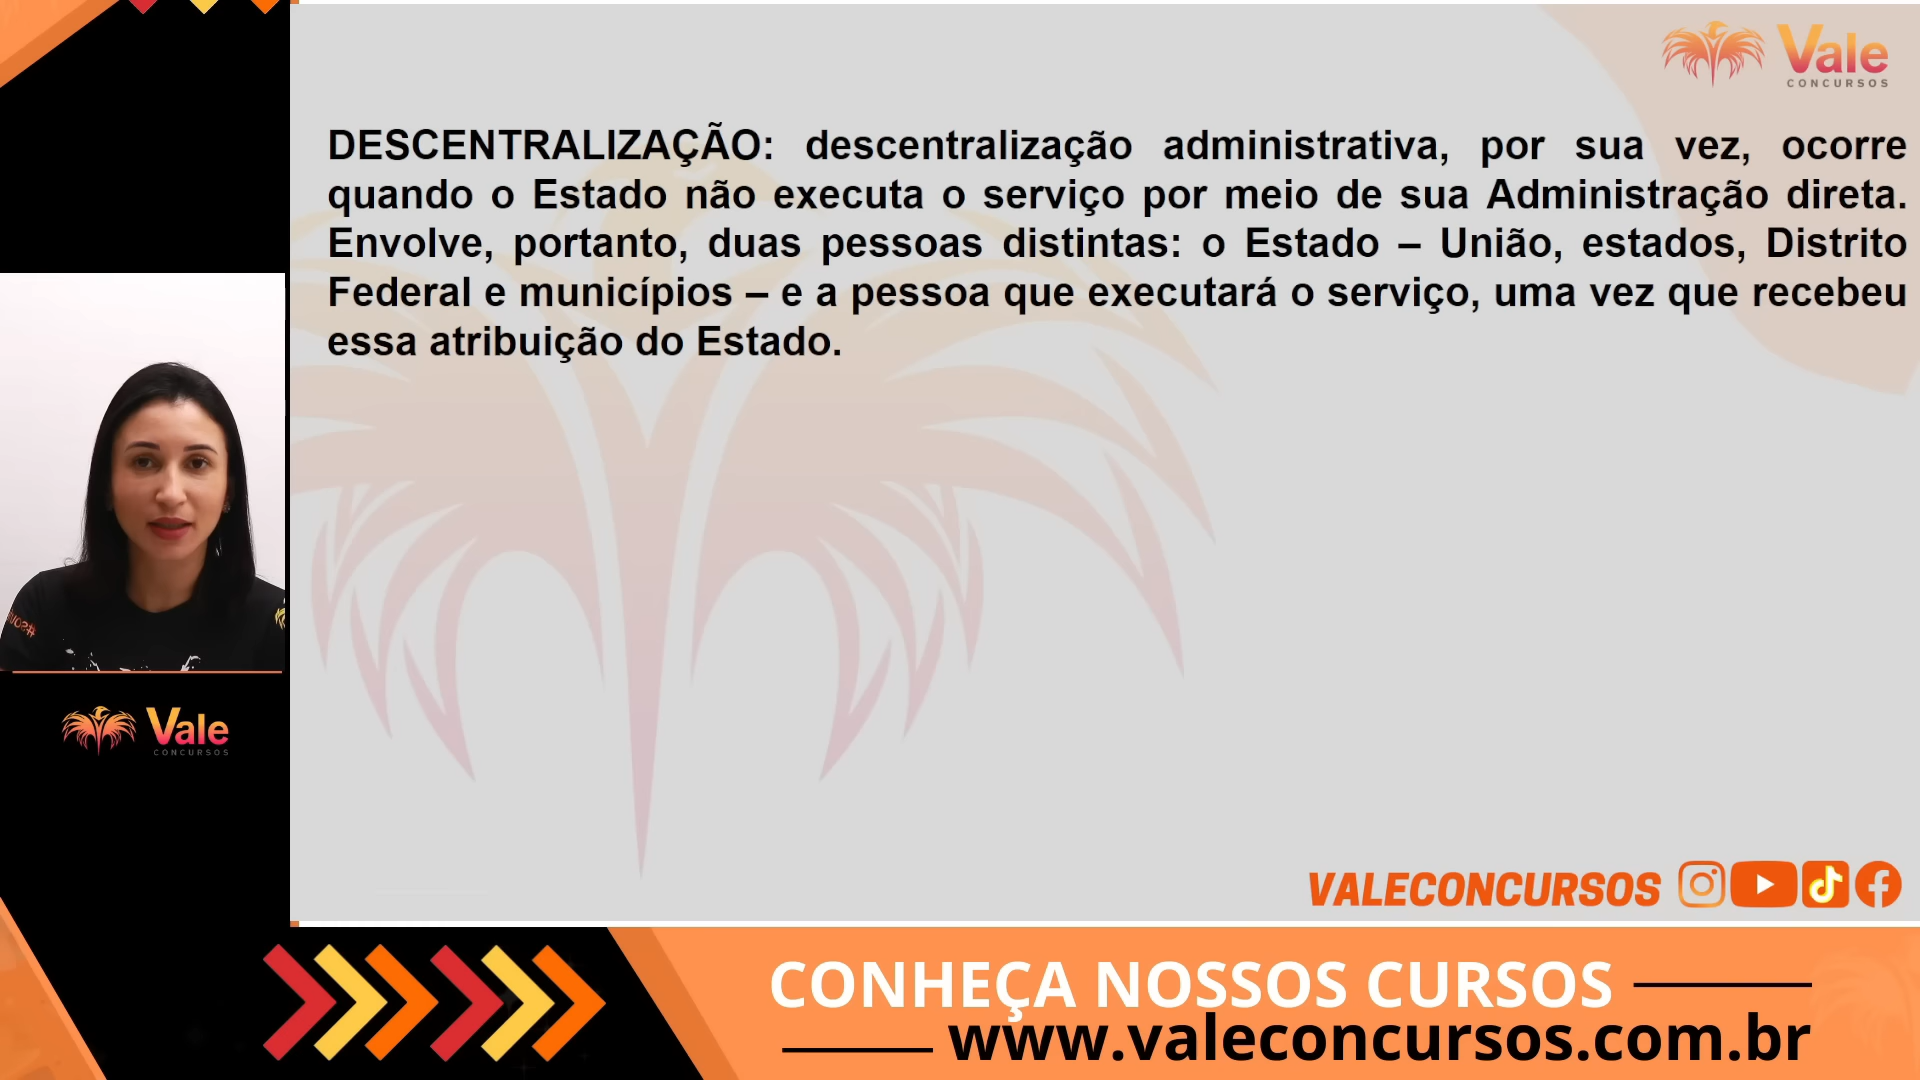 Vale
CONCURSOS
DESCENTRALIZAÇÃO: descentralização administrativa, por sua vez, ocorre
quando o Estado não executa o serviço por meio de sua Administração direta.
Envolve, portanto, duas pessoas distintas: o Estado – União, estados, Distrito
Federal e municípios – e a pessoa que executará o serviço, uma vez que recebeu
essa atribuição do Estado.
Vale
CONCURSOS
VALECONCURSOS
CONHEÇA NOSSOS CURSOS
www.valeconcursos.com.br